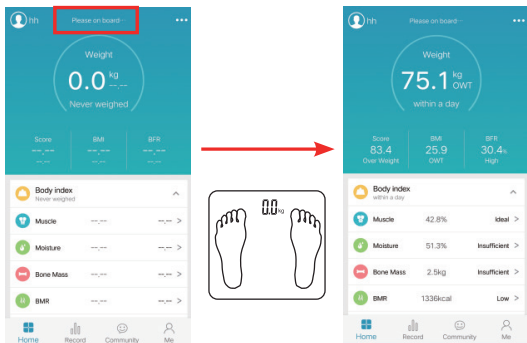 hh Please on board··· •••
Weight
0.0 kg
--.--
Never weighed
Score BMI BFR
--.-- --.-- --.--
--.-- --.-- --.--
Body index
Never weighed
Muscle --.-- --.-- >
Moisture --.-- --.-- >
Bone Mass --.-- --.-- >
BMR --.-- --.-- >
Home Record Community Me
0.0 kg
hh Please on board··· •••
Weight
75.1 kg
OWT
within a day
Score BMI BFR
83.4 25.9 30.4%
Over Weight OWT High
Body index
within a day
Muscle 42.8% Ideal >
Moisture 51.3% Insufficient >
Bone Mass 2.5kg Insufficient >
BMR 1336kcal Low >
Home Record Community Me